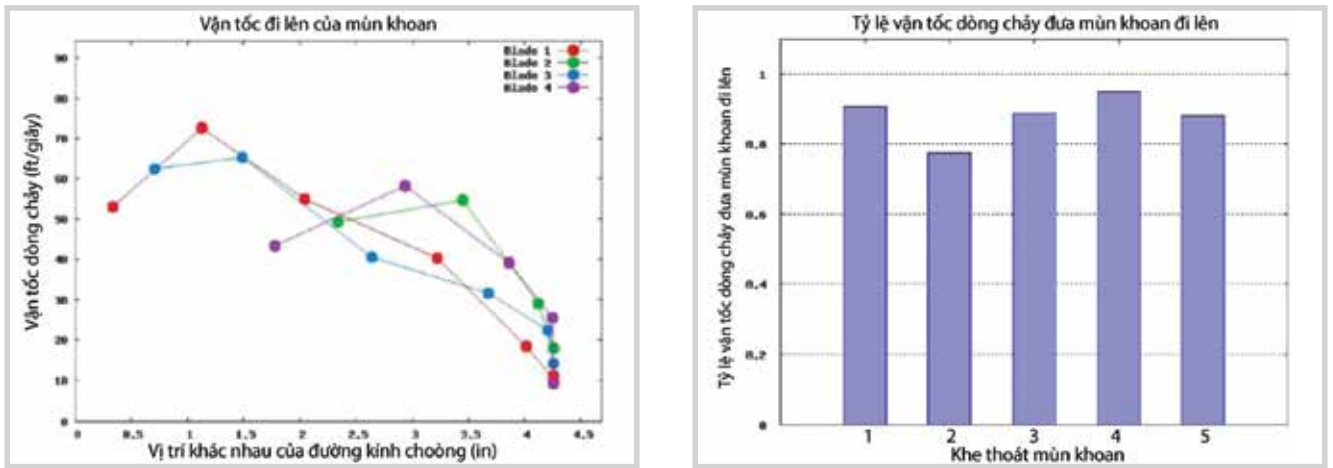 Vận tốc đi lên của mùn khoan
Blade 1
Blade 2
Blade 3
Blade 4
Vận tốc dòng chảy (ft/giây)
90
80
70
60
50
40
30
20
10
0
0 0.5 1 1.5 2 2.5 3 3.5 4 4.5
Vị trí khác nhau của đường kính choòng (in)
Tỷ lệ vận tốc dòng chảy đưa mùn khoan đi lên
Tỷ lệ vận tốc dòng chảy đưa mùn khoan đi lên
1
0.8
0.6
0.4
0.2
0
1 2 3 4 5
Khe thoát mùn khoan